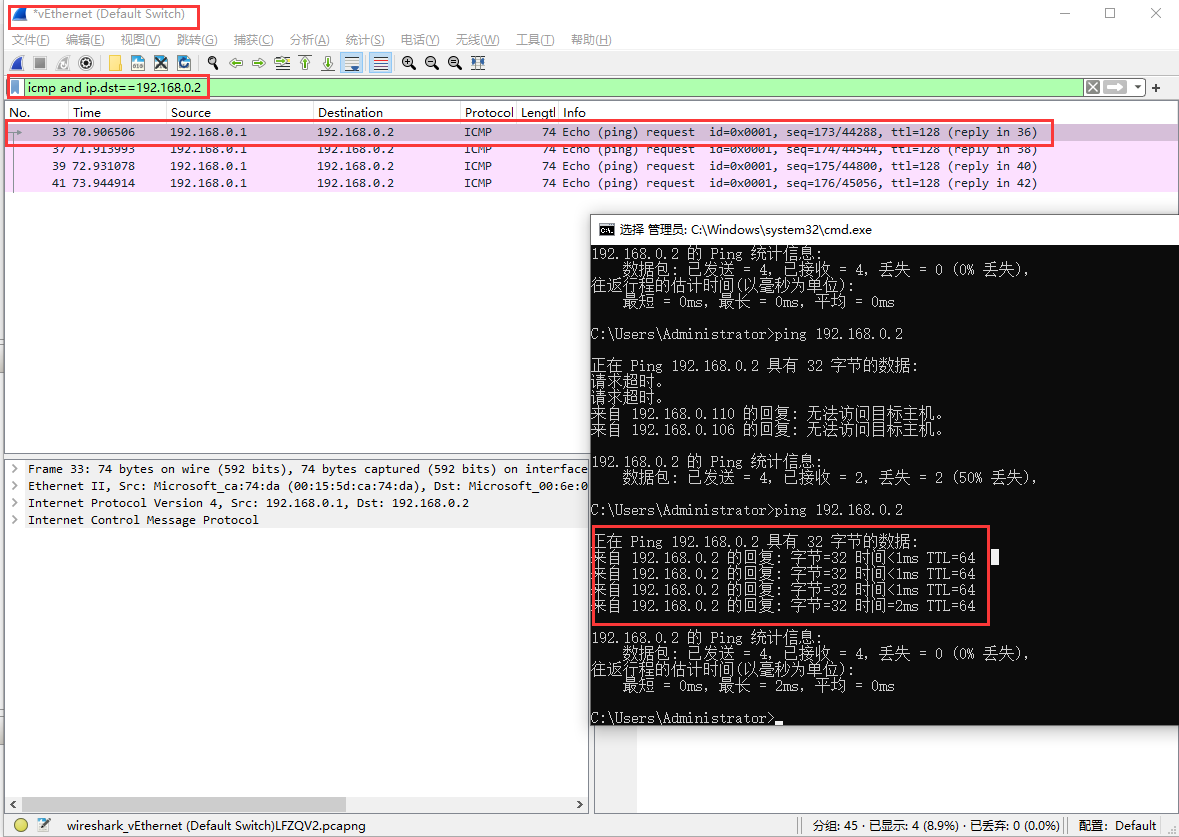 *vEthernet (Default Switch)
文件(F) 编辑(E) 视图(V) 跳转(G) 捕获(C) 分析(A) 统计(S) 电话(Y) 无线(W) 工具(T) 帮助(H)
icmp and ip.dst==192.168.0.2
No. Time Source Destination Protocol Lengtl Info
33 70.906506 192.168.0.1 192.168.0.2 ICMP 74 Echo (ping) request id=0x0001, seq=173/44288, ttl=128 (reply in 36)
37 71.913993 192.168.0.1 192.168.0.2 ICMP 74 Echo (ping) request id=0x0001, seq=174/44544, ttl=128 (reply in 38)
39 72.931078 192.168.0.1 192.168.0.2 ICMP 74 Echo (ping) request id=0x0001, seq=175/44800, ttl=128 (reply in 40)
41 73.944914 192.168.0.1 192.168.0.2 ICMP 74 Echo (ping) request id=0x0001, seq=176/45056, ttl=128 (reply in 42)
Frame 33: 74 bytes on wire (592 bits), 74 bytes captured (592 bits) on interface
Ethernet II, Src: Microsoft_ca:74:da (00:15:5d:ca:74:da), Dst: Microsoft_00:6e:0
Internet Protocol Version 4, Src: 192.168.0.1, Dst: 192.168.0.2
Internet Control Message Protocol
选择 管理员: C:\Windows\system32\cmd.exe
192.168.0.2 的 Ping 统计信息:
数据包: 已发送 = 4，已接收 = 4，丢失 = 0 (0% 丢失)，
往返行程的估计时间(以毫秒为单位):
最短 = 0ms，最长 = 0ms，平均 = 0ms
C:\Users\Administrator>ping 192.168.0.2
正在 Ping 192.168.0.2 具有 32 字节的数据:
请求超时。
请求超时。
来自 192.168.0.110 的回复: 无法访问目标主机。
来自 192.168.0.106 的回复: 无法访问目标主机。
192.168.0.2 的 Ping 统计信息:
数据包: 已发送 = 4，已接收 = 2，丢失 = 2 (50% 丢失)，
C:\Users\Administrator>ping 192.168.0.2
正在 Ping 192.168.0.2 具有 32 字节的数据:
来自 192.168.0.2 的回复: 字节=32 时间<1ms TTL=64
来自 192.168.0.2 的回复: 字节=32 时间<1ms TTL=64
来自 192.168.0.2 的回复: 字节=32 时间<1ms TTL=64
来自 192.168.0.2 的回复: 字节=32 时间=2ms TTL=64
192.168.0.2 的 Ping 统计信息:
数据包: 已发送 = 4，已接收 = 4，丢失 = 0 (0% 丢失)，
往返行程的估计时间(以毫秒为单位):
最短 = 0ms，最长 = 2ms，平均 = 0ms
C:\Users\Administrator>
wireshark_vEthernet (Default Switch)LFZQV2.pcapng
分组: 45 · 已显示: 4 (8.9%) · 已丢弃: 0 (0.0%) 配置: Default